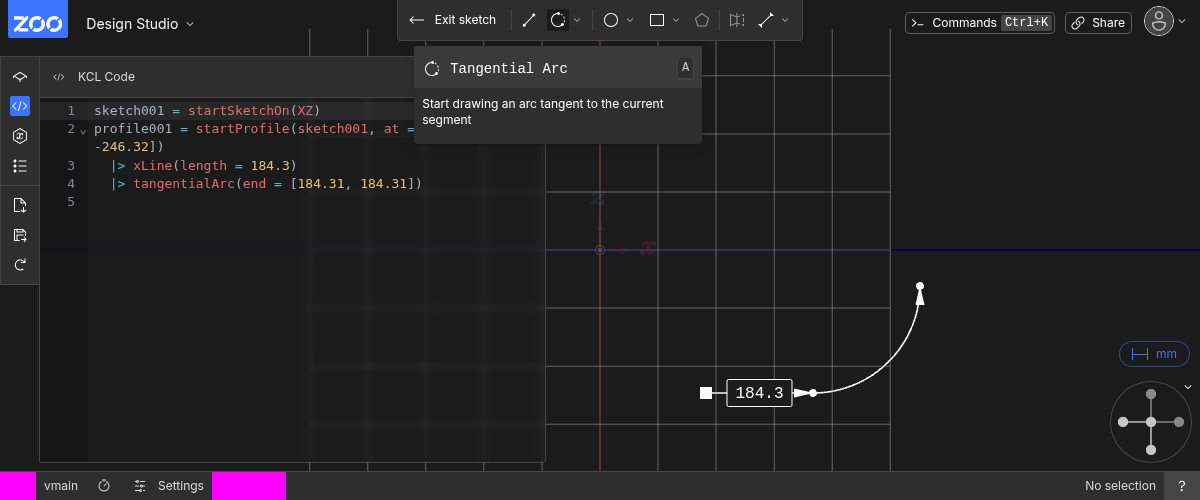 ZOO
Design Studio
Exit sketch
Commands Ctrl+K
Share
Tangential Arc
A
Start drawing an arc tangent to the current
segment
KCL Code
1 sketch001 = startSketchOn(XZ)
2 profile001 = startProfile(sketch001, at =
-246.32])
3 |> xLine(length = 184.3)
4 |> tangentialArc(end = [184.31, 184.31])
5
z
x
184.3
mm
vmain
Settings
No selection
?